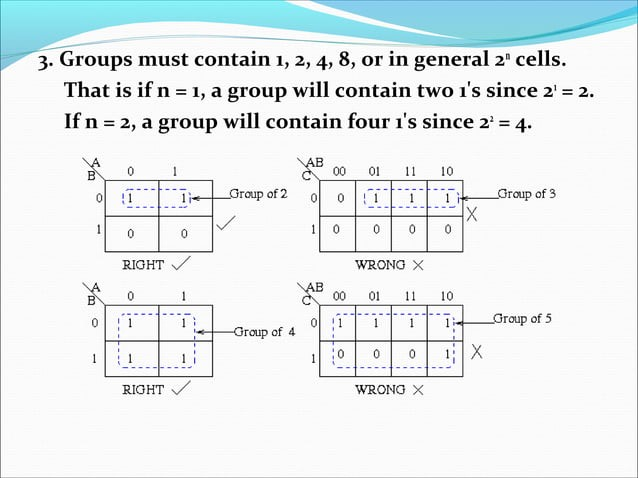 3. Groups must contain 1, 2, 4, 8, or in general 2ⁿ cells.
That is if n = 1, a group will contain two 1's since 2¹ = 2.
If n = 2, a group will contain four 1's since 2² = 4.
A
B
0 1
0 1 1
1 0 0
Group of 2
RIGHT ✓
AB
C
00 01 11 10
0 0 1 1 1
1 0 0 0 0
Group of 3
WRONG ✗
A
B
0 1
0 1 1
1 1 1
Group of 4
RIGHT ✓
AB
C
00 01 11 10
0 1 1 1 1
1 0 0 0 1
Group of 5
WRONG ✗